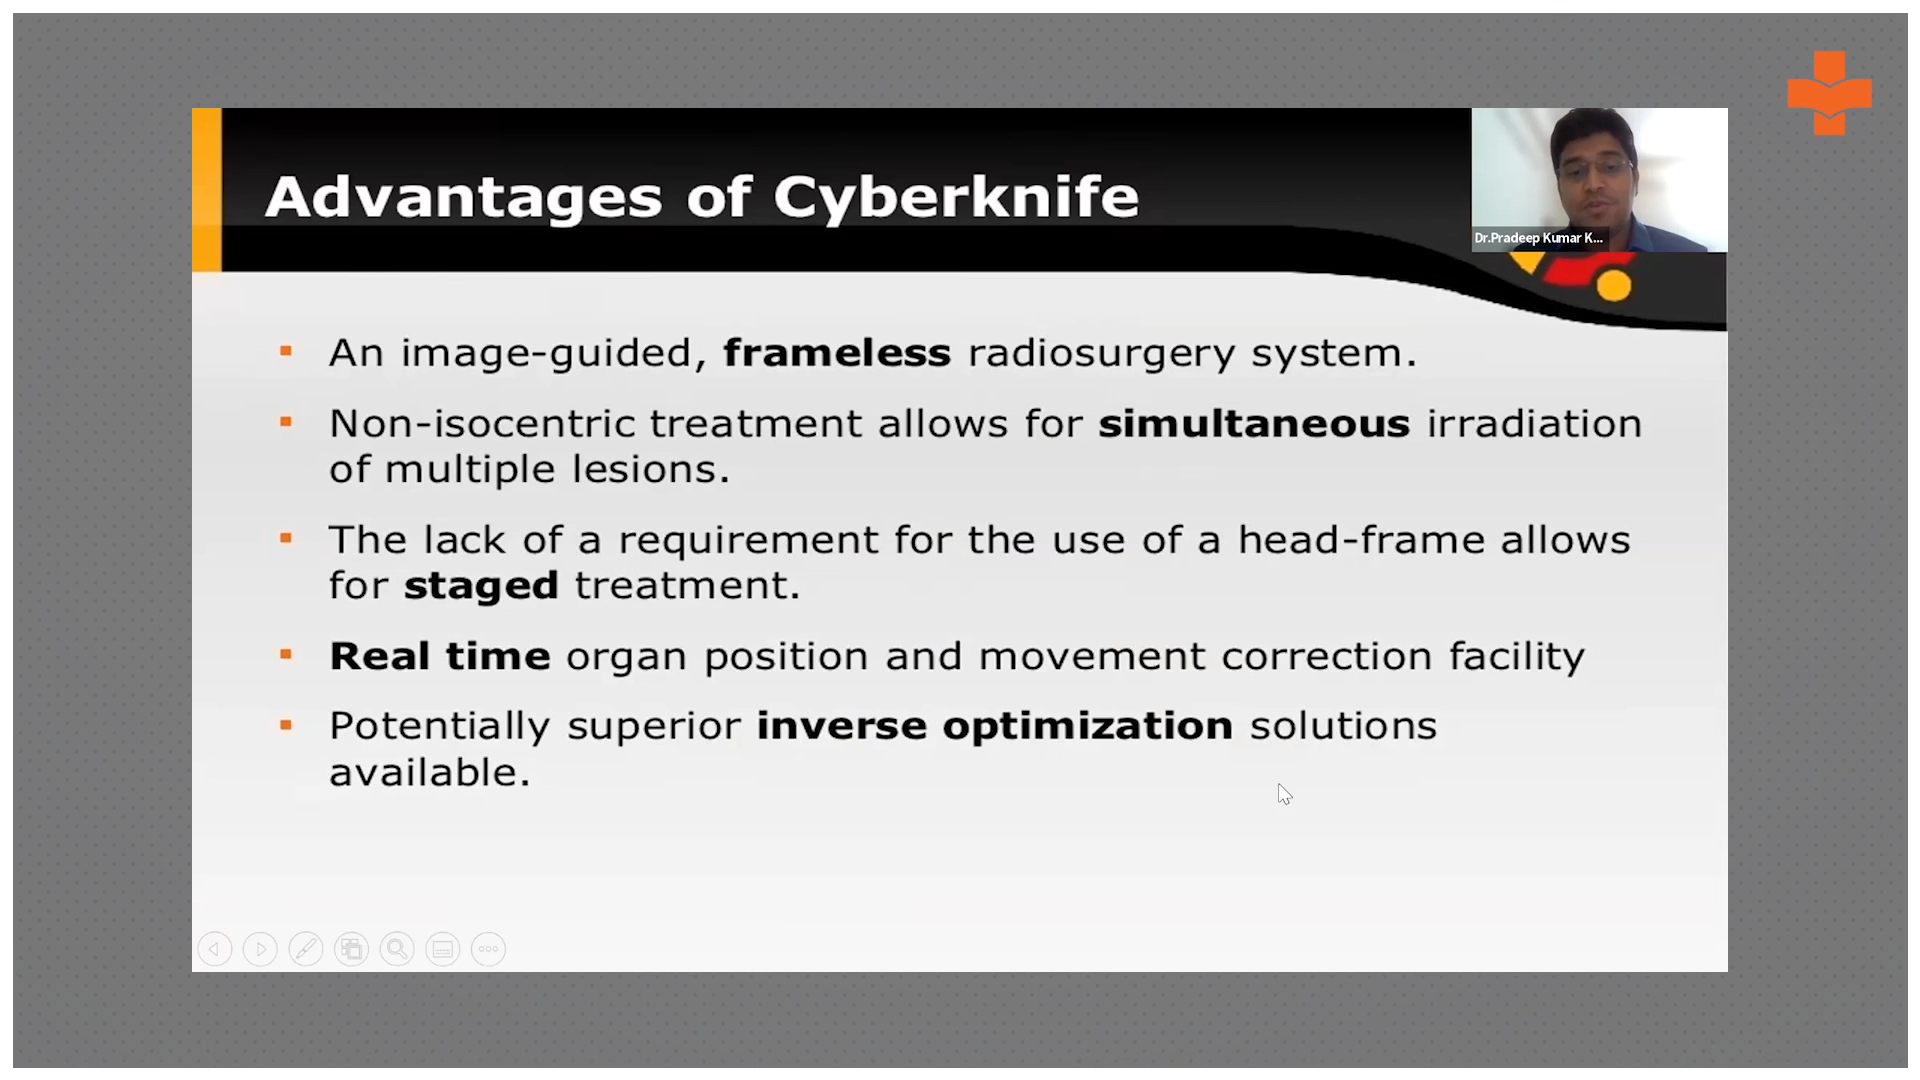 Advantages of Cyberknife
Dr.Pradeep Kumar K...
An image-guided, frameless radiosurgery system.
Non-isocentric treatment allows for simultaneous irradiation
of multiple lesions.
The lack of a requirement for the use of a head-frame allows
for staged treatment.
Real time organ position and movement correction facility
Potentially superior inverse optimization solutions
available.